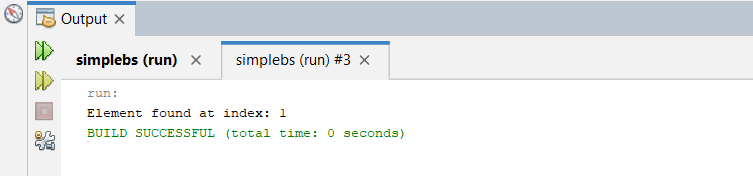 Output
simplebs (run)
simplebs (run) #3
run:
Element found at index: 1
BUILD SUCCESSFUL (total time: 0 seconds)